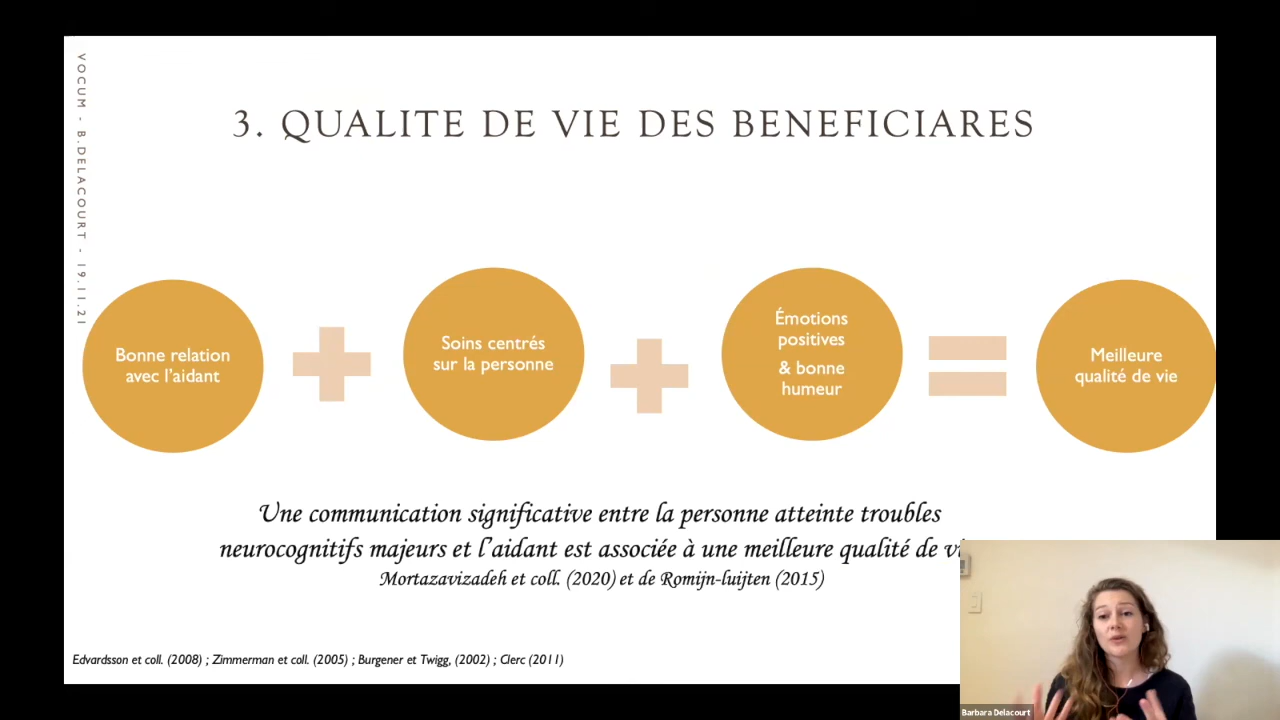 VOCUM - B.DELACOURT - 19.11.21
3. QUALITE DE VIE DES BENEFICIARES
Bonne relation
avec l'aidant
Soins centrés
sur la personne
Émotions
positives
& bonne
humeur
Meilleure
qualité de vie
Une communication significative entre la personne atteinte troubles
neurocognitifs majeurs et l'aidant est associée à une meilleure qualité de
Mortazavizadeh et coll. (2020) et de Romijn-luijten (2015)
Edvardsson et coll. (2008) ; Zimmerman et coll. (2005) ; Burgener et Twigg, (2002) ; Clerc (2011)
Barbara Delacourt